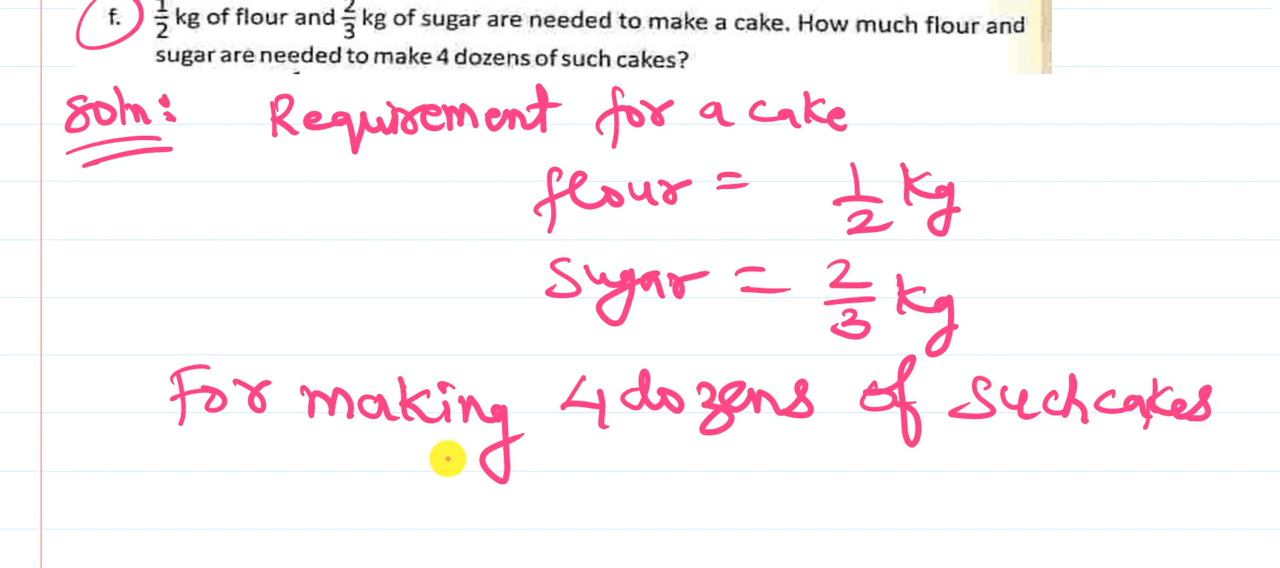 f. 1/2 kg of flour and 2/3 kg of sugar are needed to make a cake. How much flour and
sugar are needed to make 4 dozens of such cakes?
Soln: Requirement for a cake
flour = 1/2 kg
Sugar = 2/3 kg
For making 4 dozens of such cakes